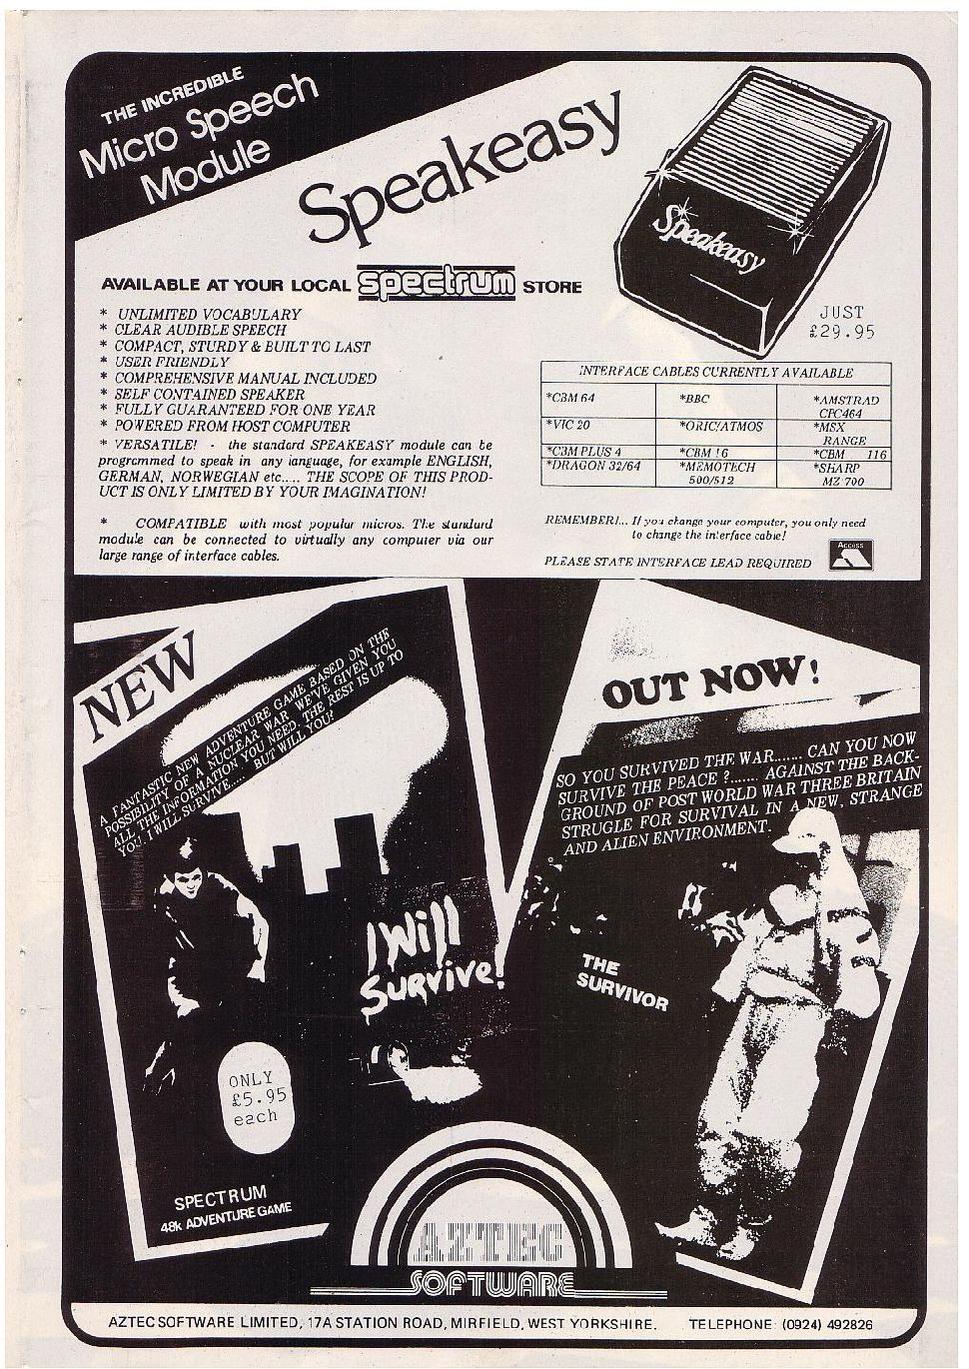 THE INCREDIBLE
Micro Speech
Module
Speakeasy
Speakeasy
AVAILABLE AT YOUR LOCAL spectrum STORE
* UNLIMITED VOCABULARY
* CLEAR AUDIBLE SPEECH
* COMPACT, STURDY & BUILT TO LAST
* USER FRIENDLY
* COMPREHENSIVE MANUAL INCLUDED
* SELF CONTAINED SPEAKER
* FULLY GUARANTEED FOR ONE YEAR
* POWERED FROM HOST COMPUTER
* VERSATILE! - the standard SPEAKEASY module can be
programmed to speak in any language, for example ENGLISH,
GERMAN, NORWEGIAN etc.... THE SCOPE OF THIS PROD-
UCT IS ONLY LIMITED BY YOUR IMAGINATION!
* COMPATIBLE with most popular micros. The standard
module can be connected to virtually any computer via our
large range of interface cables.
JUST
£29.95
INTERFACE CABLES CURRENTLY AVAILABLE
*CBM 64 *BBC *AMSTRAD
CPC464
*VIC 20 *ORIC/ATMOS *MSX
RANGE
*CBM PLUS 4 *CBM 16 *CBM 116
*DRAGON 32/64 *MEMOTECH *SHARP
500/512 MZ 700
REMEMBER!... If you change your computer, you only need
to change the interface cable!
PLEASE STATE INTERFACE LEAD REQUIRED
Access
NEW
A FANTASTIC NEW ADVENTURE GAME BASED ON THE
POSSIBILITY OF A NUCLEAR WAR. WE'VE GIVEN YOU
ALL THE INFORMATION YOU NEED, THE REST IS UP TO
YOU. I WILL SURVIVE..... BUT WILL YOU?
I Will
Survive!
ONLY
£5.95
each
SPECTRUM
48k ADVENTURE GAME
OUT NOW!
SO YOU SURVIVED THE WAR...... CAN YOU NOW
SURVIVE THE PEACE ?...... AGAINST THE BACK-
GROUND OF POST WORLD WAR THREE BRITAIN
STRUGLE FOR SURVIVAL IN A NEW, STRANGE
AND ALIEN ENVIRONMENT.
THE
SURVIVOR
AZTEC
SOFTWARE
AZTEC SOFTWARE LIMITED, 17A STATION ROAD, MIRFIELD, WEST YORKSHIRE. TELEPHONE: (0924) 492826